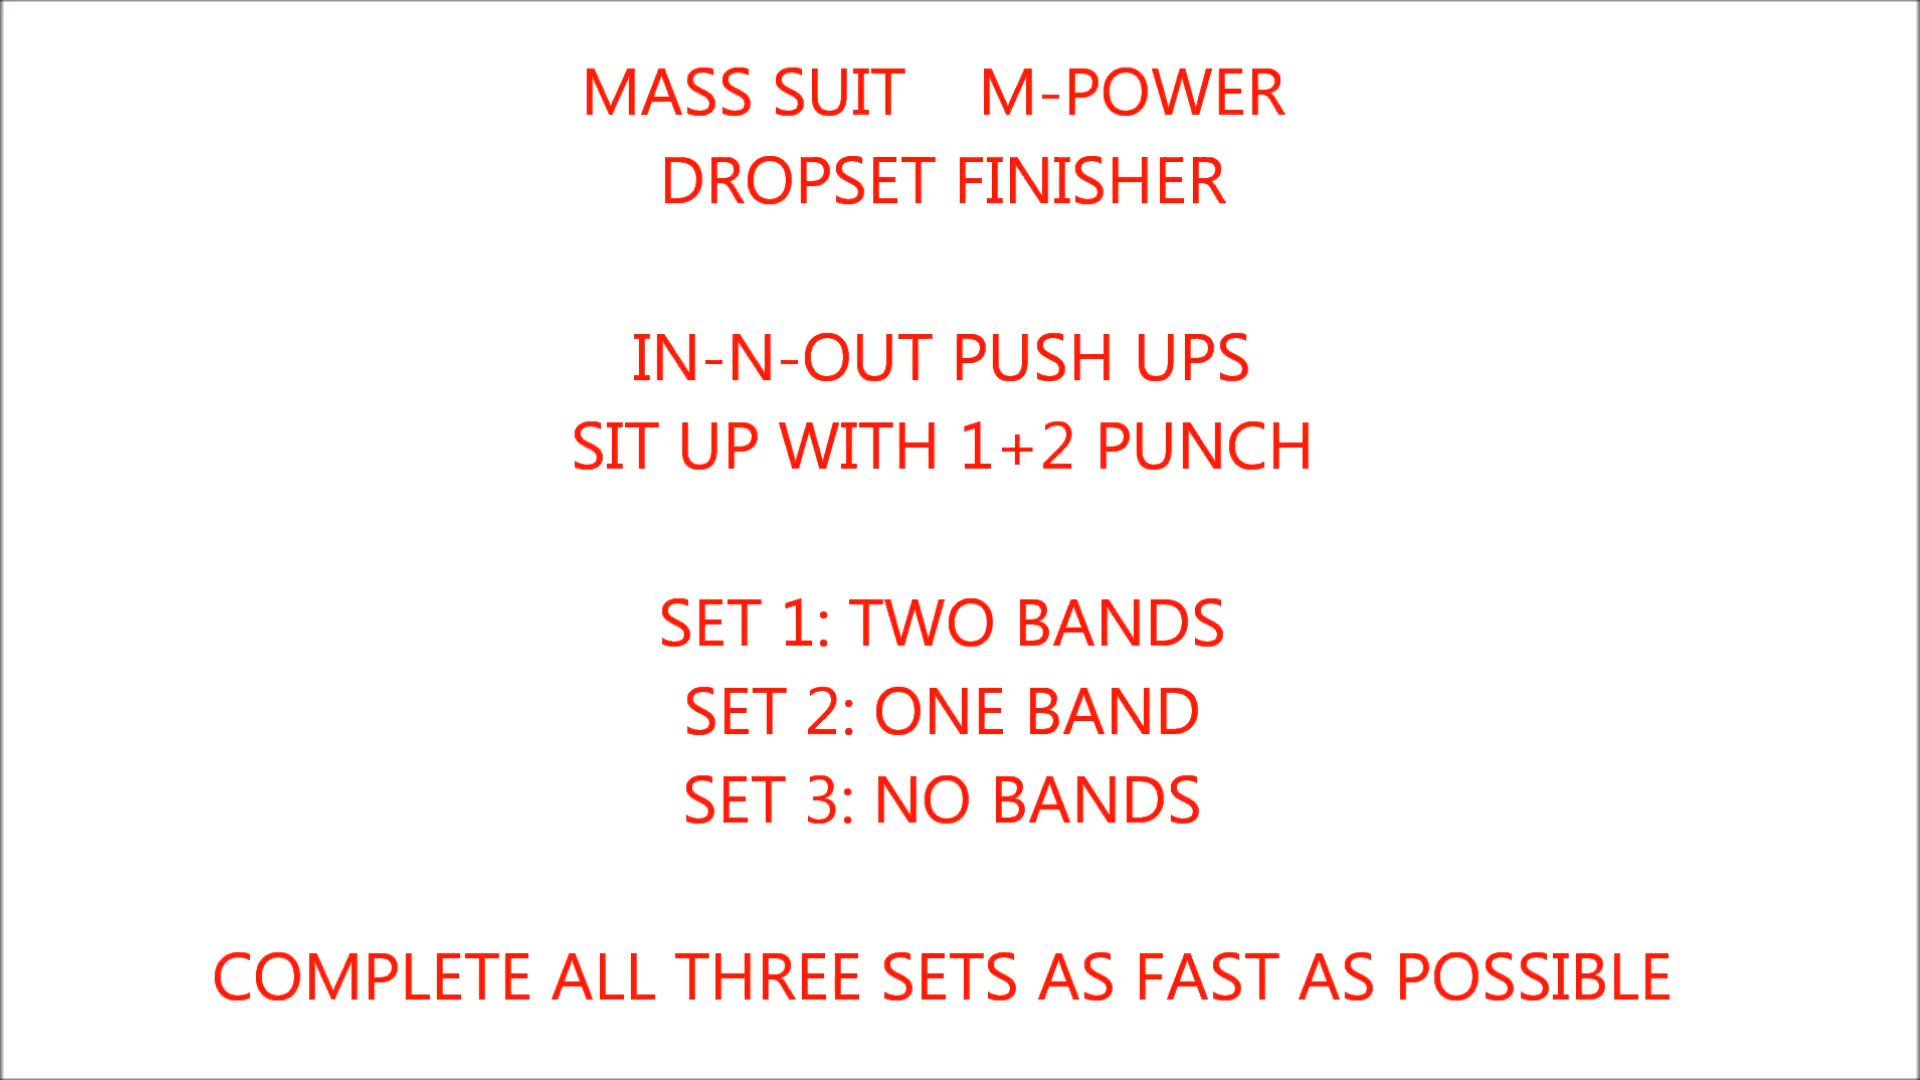 MASS SUIT    M-POWER
DROPSET FINISHER
IN-N-OUT PUSH UPS
SIT UP WITH 1+2 PUNCH
SET 1: TWO BANDS
SET 2: ONE BAND
SET 3: NO BANDS
COMPLETE ALL THREE SETS AS FAST AS POSSIBLE